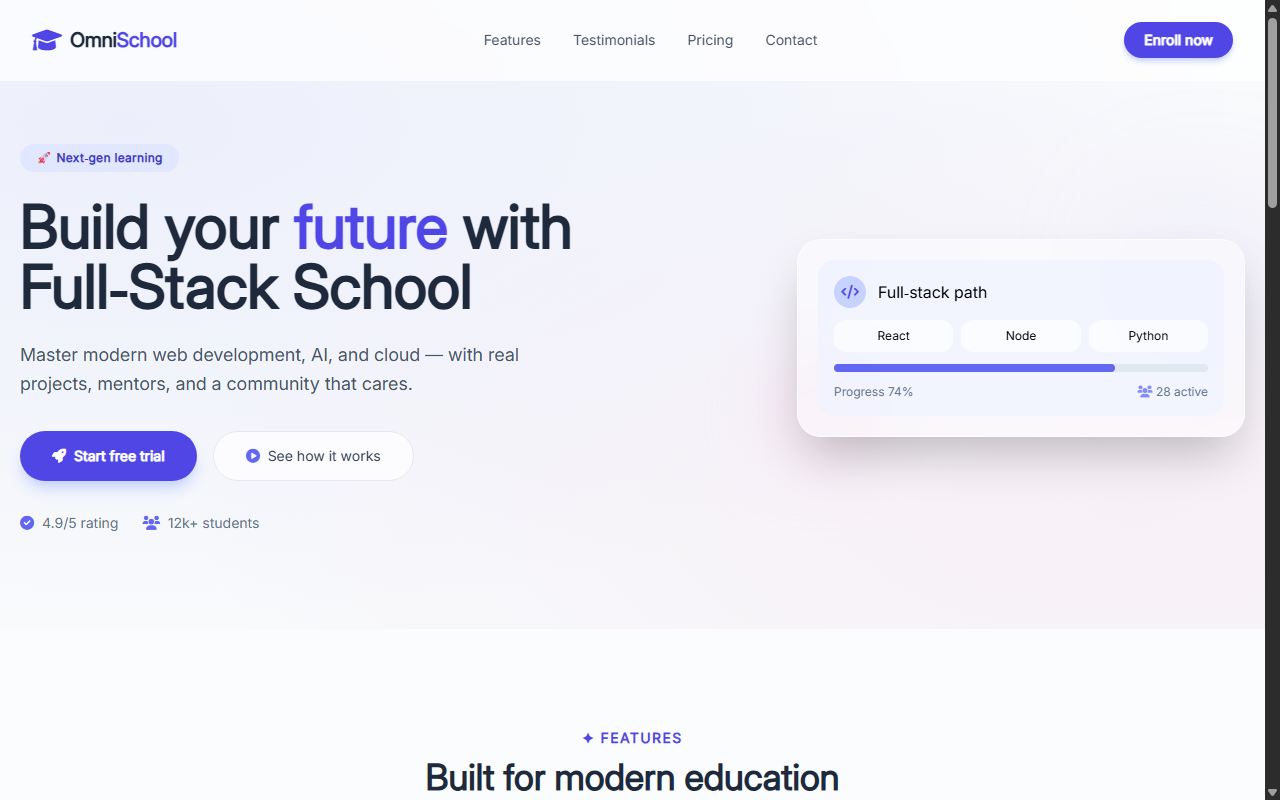 OmniSchool
Features
Testimonials
Pricing
Contact
Enroll now
🚀 Next-gen learning
Build your future with
Full-Stack School
Master modern web development, AI, and cloud — with real
projects, mentors, and a community that cares.
Start free trial
See how it works
4.9/5 rating
12k+ students
Full-stack path
React
Node
Python
Progress 74%
28 active
✦ FEATURES
Built for modern education